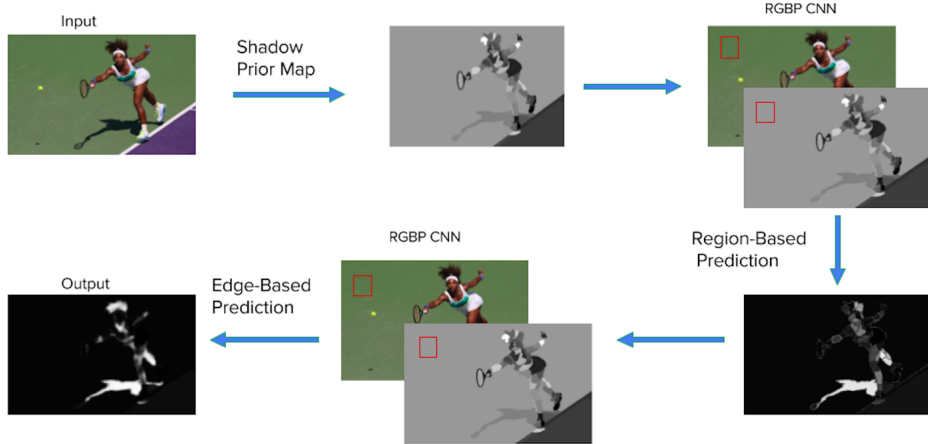 Input
Shadow
Prior Map
RGBP CNN
Region-Based
Prediction
RGBP CNN
Edge-Based
Prediction
Output